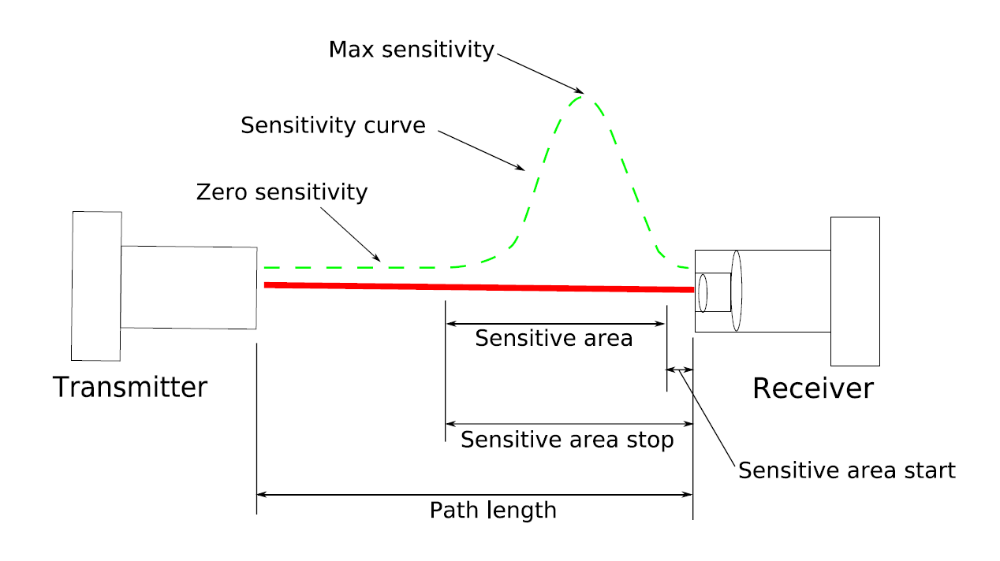 Max sensitivity
Sensitivity curve
Zero sensitivity
Sensitive area
Transmitter
Receiver
Sensitive area stop
Sensitive area start
Path length